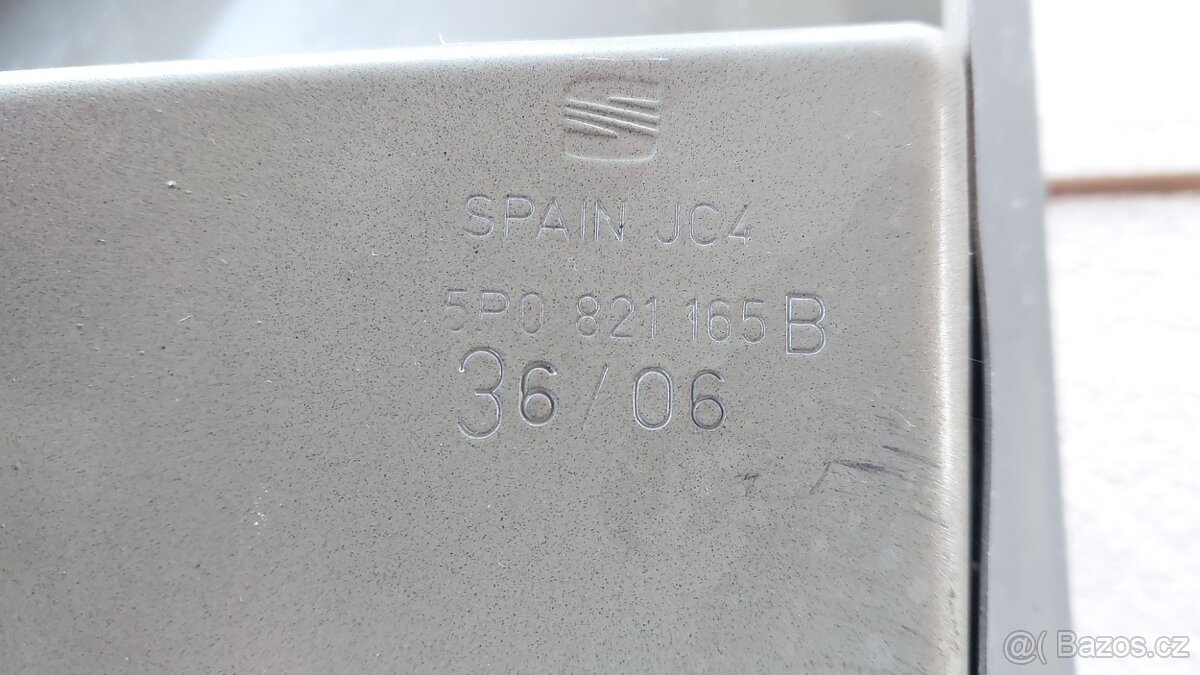 SPAIN JC4
5P0 821 165 B
36/06
@( Bazos.cz